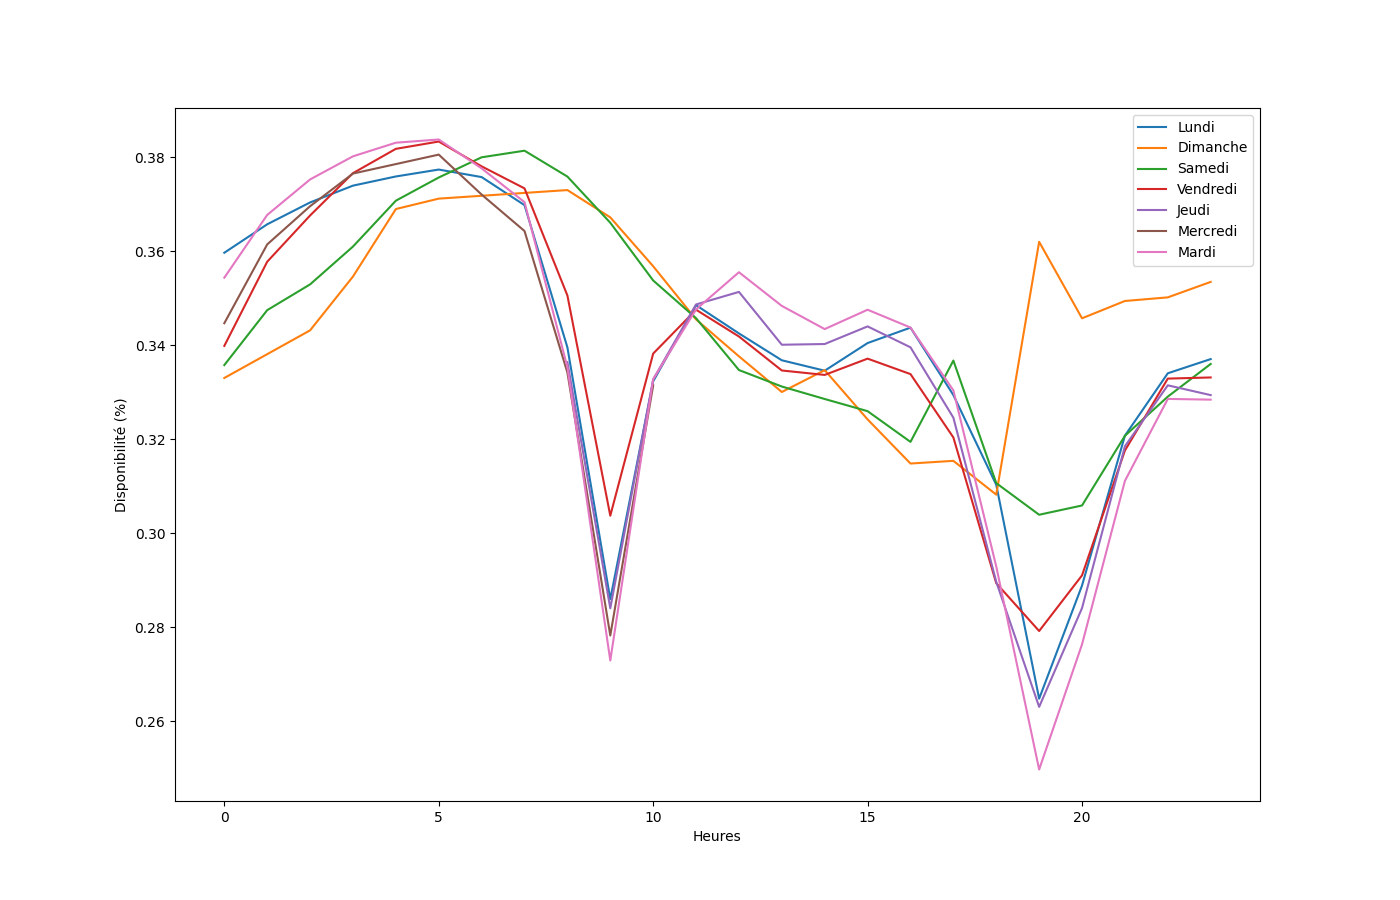 0.38
0.36
0.34
0.32
0.30
0.28
0.26
Disponibilité (%)
0 5 10 15 20
Heures
Lundi
Dimanche
Samedi
Vendredi
Jeudi
Mercredi
Mardi